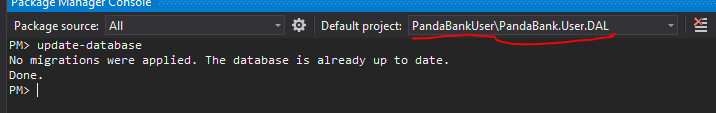 Package Manager Console
Package source: All Default project: PandaBankUser\PandaBank.User.DAL
PM> update-database
No migrations were applied. The database is already up to date.
Done.
PM>